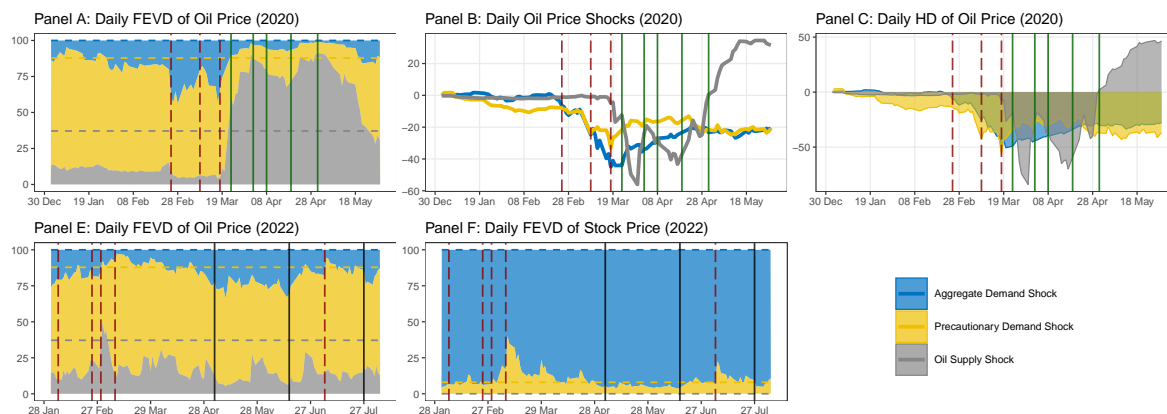 Panel A: Daily FEVD of Oil Price (2020)
100
75
50
25
0
30 Dec 19 Jan 08 Feb 28 Feb 19 Mar 08 Apr 28 Apr 18 May
Panel B: Daily Oil Price Shocks (2020)
20
0
−20
−40
−60
30 Dec 19 Jan 08 Feb 28 Feb 19 Mar 08 Apr 28 Apr 18 May
Panel C: Daily HD of Oil Price (2020)
50
0
−50
30 Dec 19 Jan 08 Feb 28 Feb 19 Mar 08 Apr 28 Apr 18 May
Panel E: Daily FEVD of Oil Price (2022)
100
75
50
25
0
28 Jan 27 Feb 29 Mar 28 Apr 28 May 27 Jun 27 Jul
Panel F: Daily FEVD of Stock Price (2022)
100
75
50
25
0
28 Jan 27 Feb 29 Mar 28 Apr 28 May 27 Jun 27 Jul
Aggregate Demand Shock
Precautionary Demand Shock
Oil Supply Shock